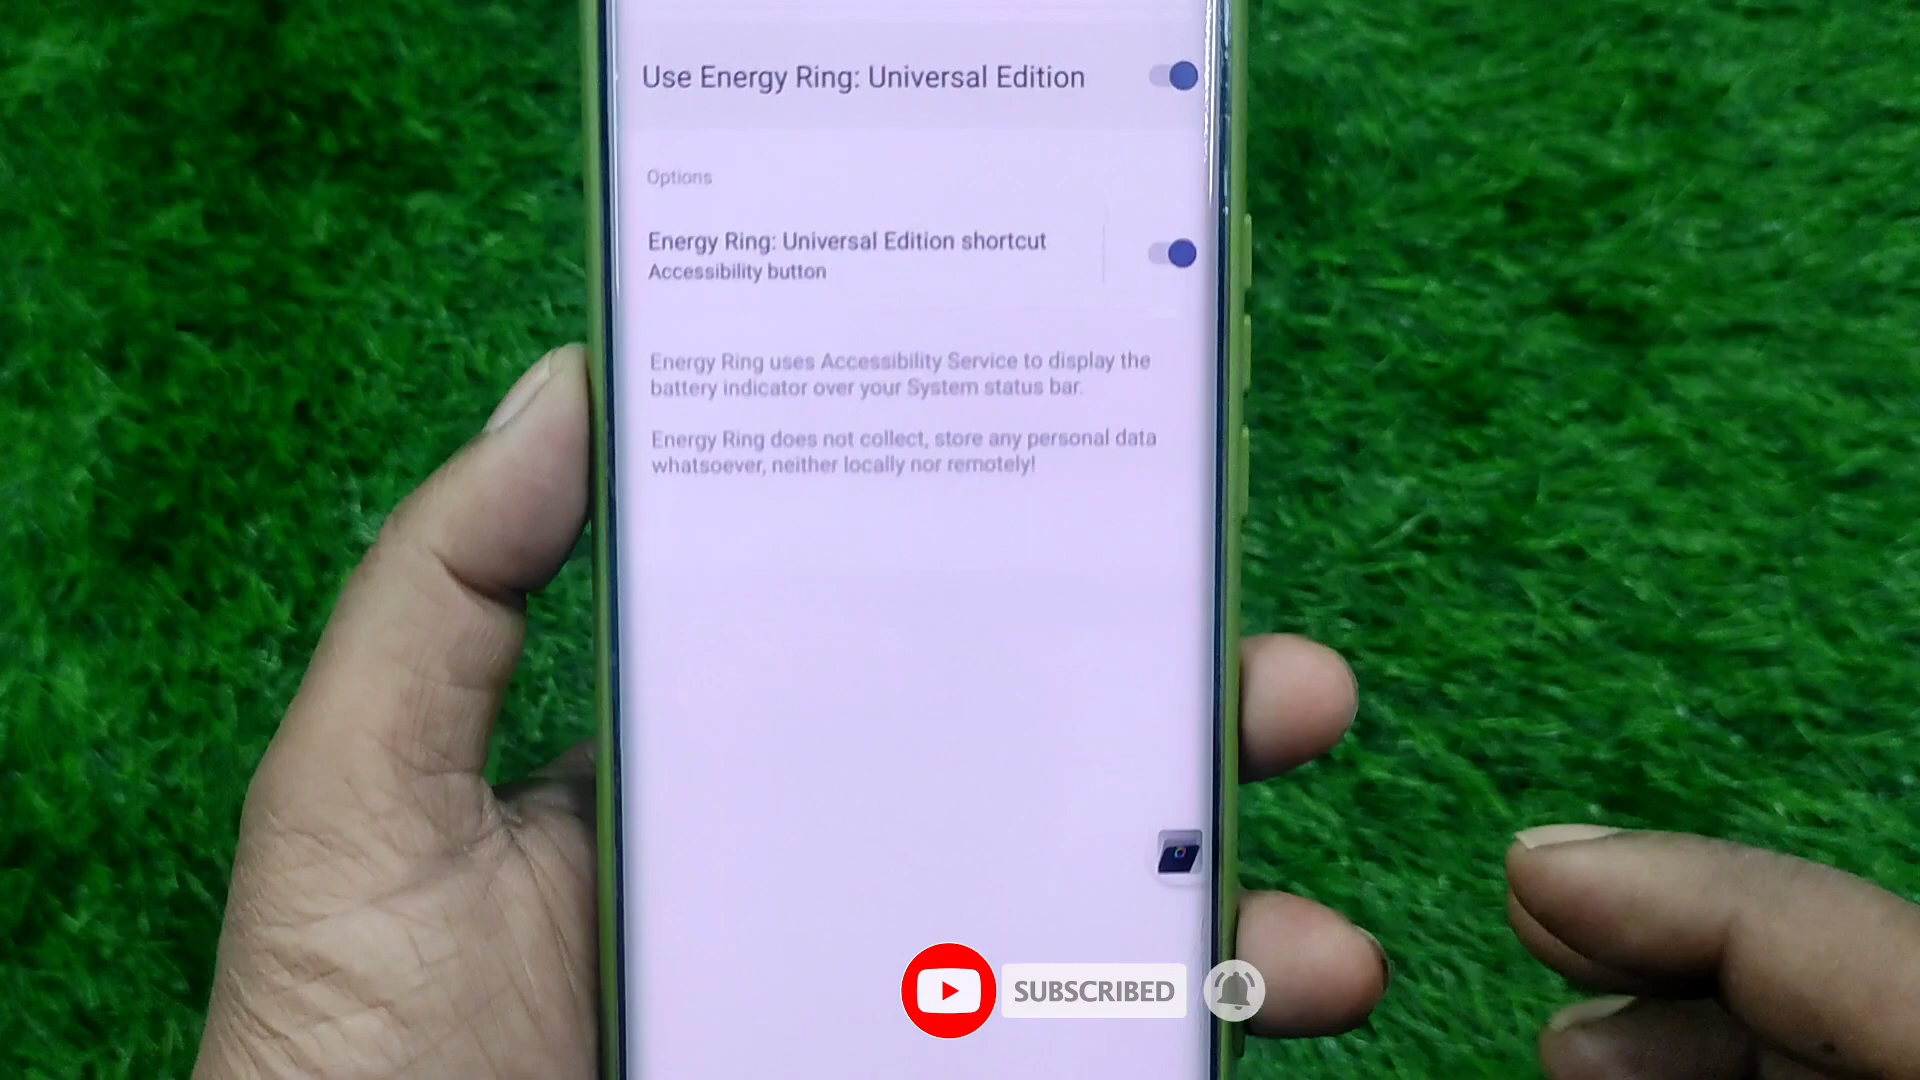 Use Energy Ring: Universal Edition
Options
Energy Ring: Universal Edition shortcut
Accessibility button
Energy Ring uses Accessibility Service to display the
battery indicator over your System status bar.
Energy Ring does not collect, store any personal data
whatsoever, neither locally nor remotely!
SUBSCRIBED